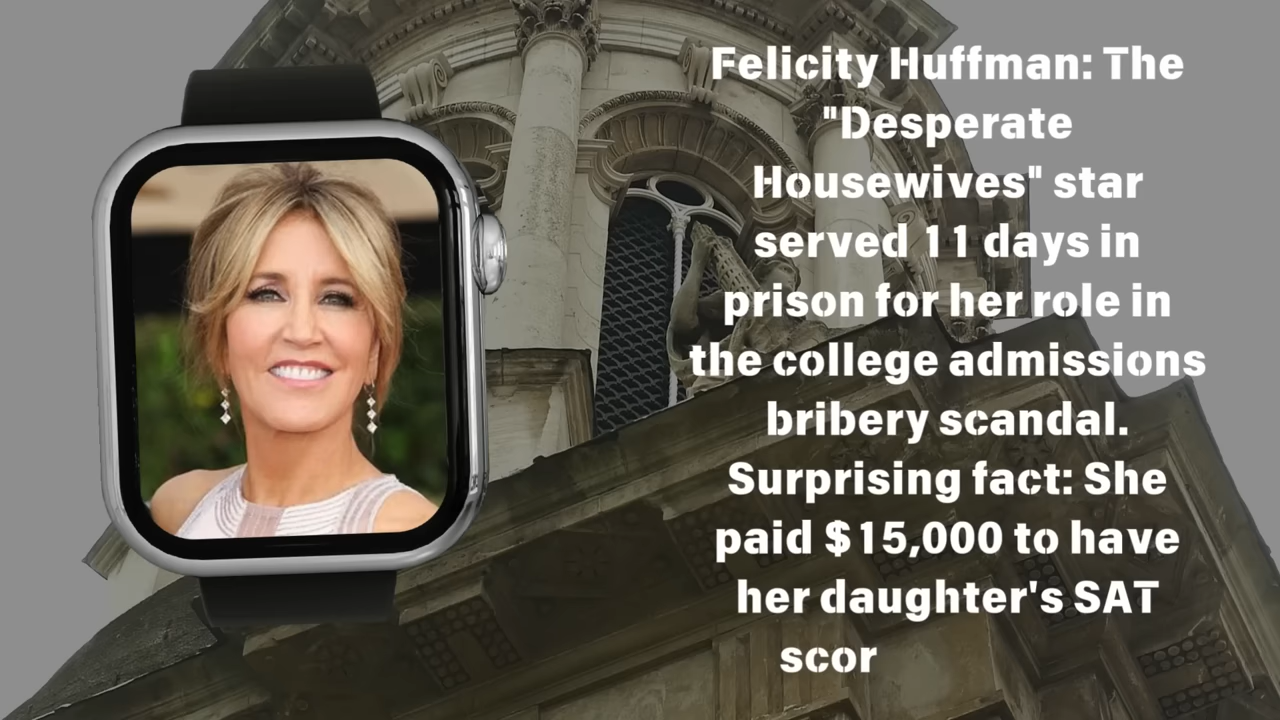 Felicity Huffman: The
"Desperate
Housewives" star
served 11 days in
prison for her role in
the college admissions
bribery scandal.
Surprising fact: She
paid $15,000 to have
her daughter's SAT
scor